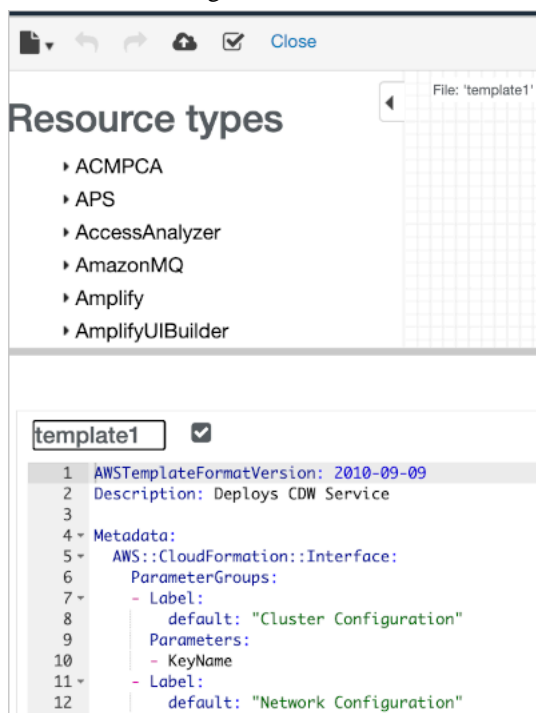 Close
File: 'template1'
Resource types
ACMPCA
APS
AccessAnalyzer
AmazonMQ
Amplify
AmplifyUIBuilder
template1
1 AWSTemplateFormatVersion: 2010-09-09
2 Description: Deploys CDW Service
3
4 Metadata:
5 AWS::CloudFormation::Interface:
6 ParameterGroups:
7 - Label:
8 default: "Cluster Configuration"
9 Parameters:
10 - KeyName
11 - Label:
12 default: "Network Configuration"